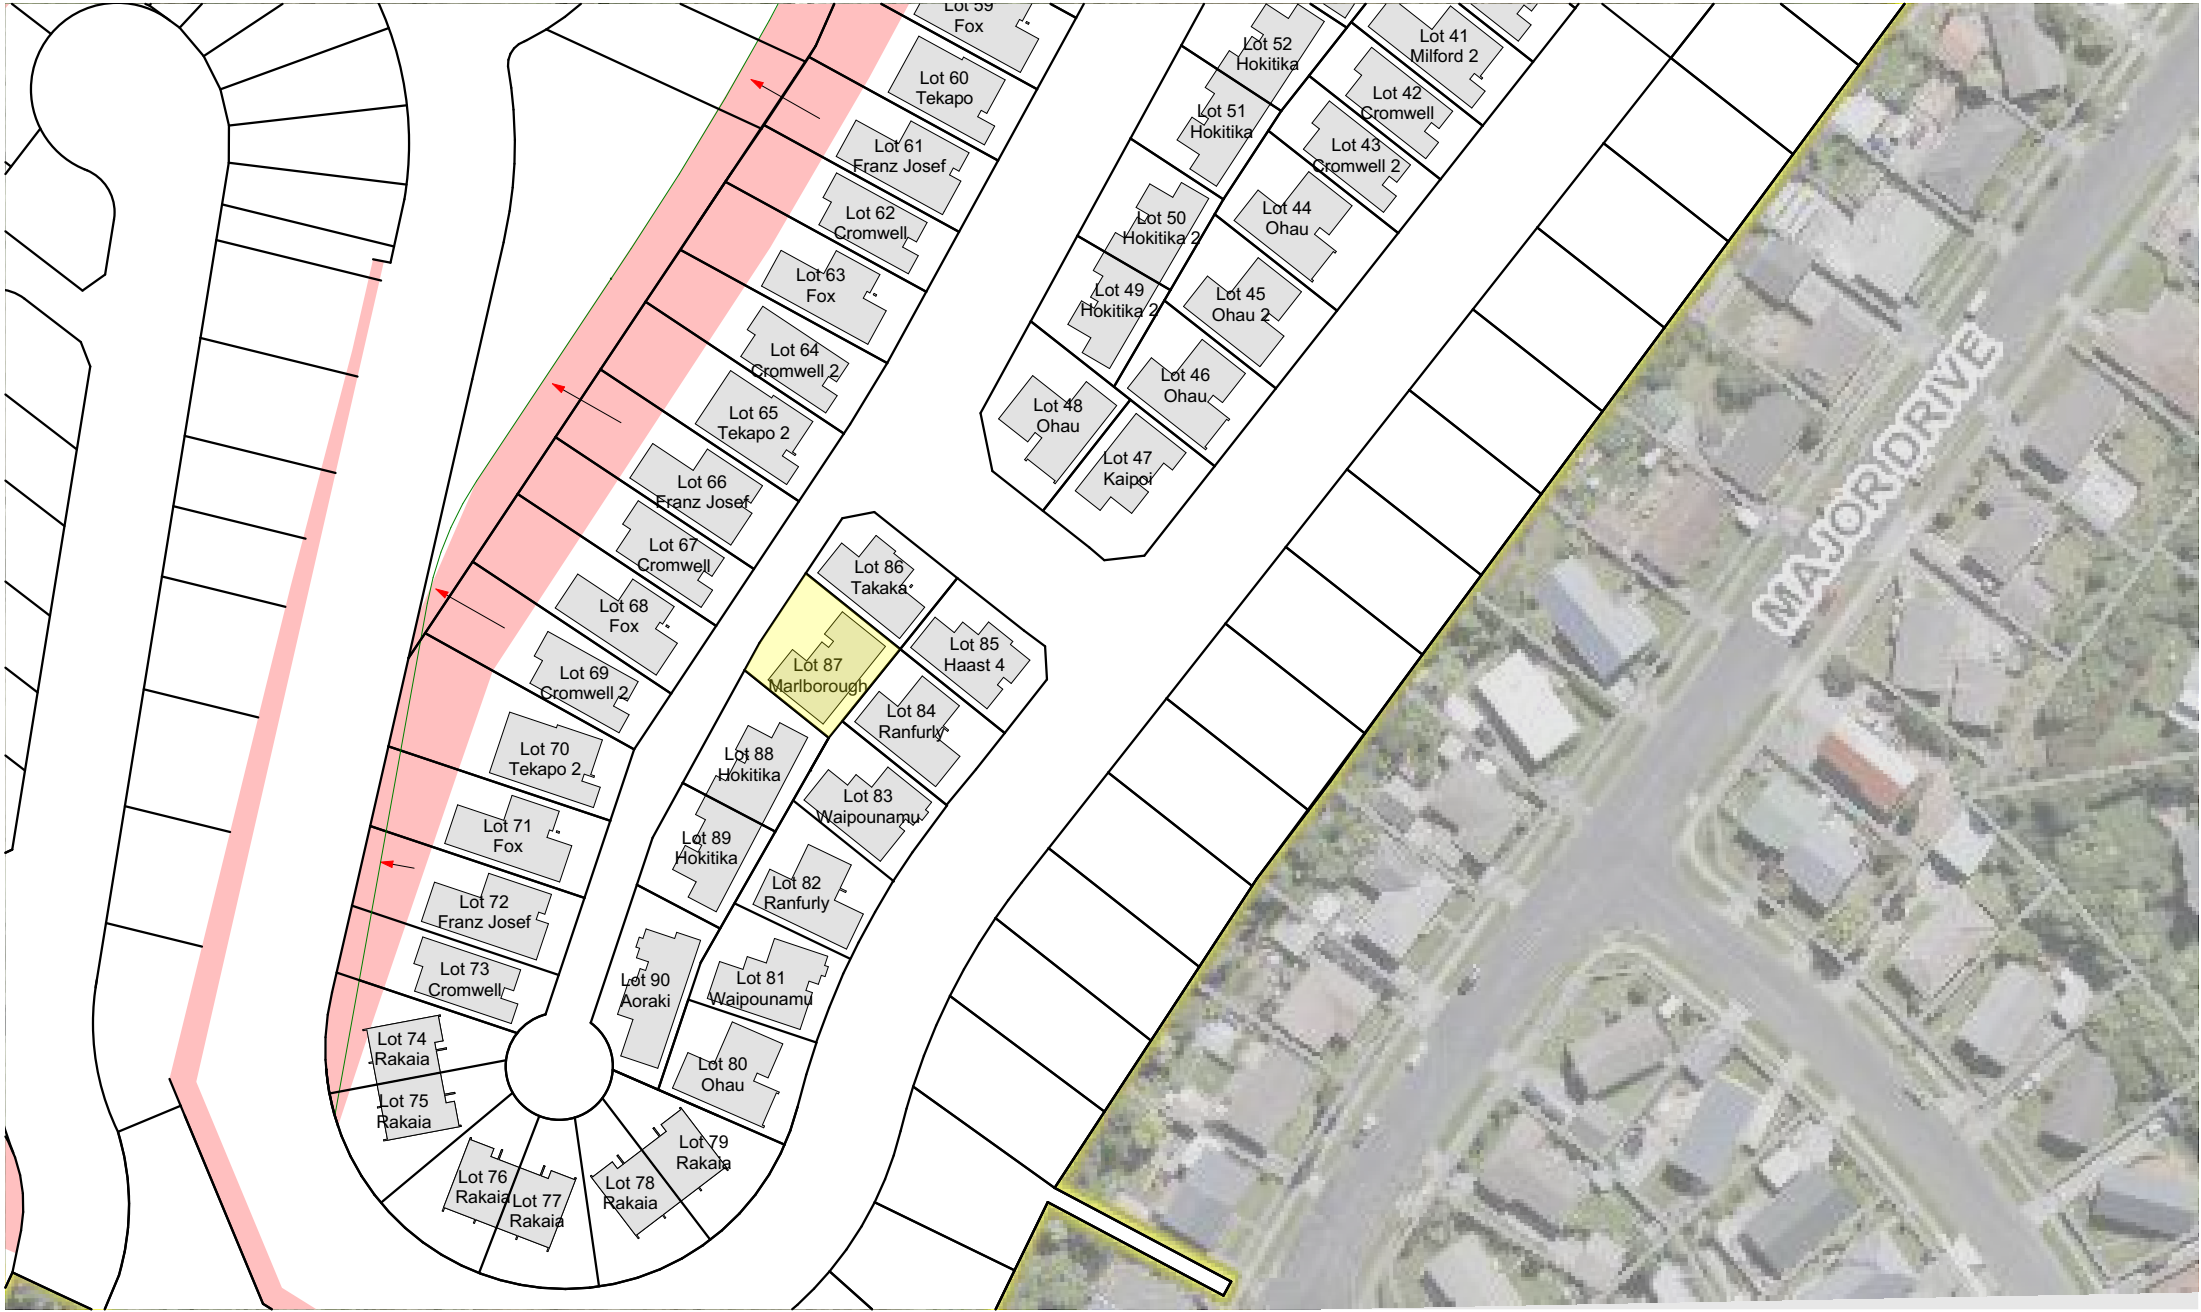 Lot 59
Fox
Lot 60
Tekapo
Lot 61
Franz Josef
Lot 62
Cromwell
Lot 63
Fox
Lot 64
Cromwell 2
Lot 65
Tekapo 2
Lot 66
Franz Josef
Lot 67
Cromwell
Lot 68
Fox
Lot 69
Cromwell 2
Lot 70
Tekapo 2
Lot 71
Fox
Lot 72
Franz Josef
Lot 73
Cromwell
Lot 74
Rakaia
Lot 75
Rakaia
Lot 76
Rakaia
Lot 77
Rakaia
Lot 78
Rakaia
Lot 79
Rakaia
Lot 80
Ohau
Lot 81
Waipounamu
Lot 82
Ranfurly
Lot 83
Waipounamu
Lot 84
Ranfurly
Lot 85
Haast 4
Lot 86
Takaka
Lot 87
Marlborough
Lot 88
Hokitika
Lot 89
Hokitika
Lot 90
Aoraki
Lot 52
Hokitika
Lot 51
Hokitika
Lot 50
Hokitika 2
Lot 49
Hokitika 2
Lot 48
Ohau
Lot 47
Kaipoi
Lot 46
Ohau
Lot 45
Ohau 2
Lot 44
Ohau
Lot 43
Cromwell 2
Lot 42
Cromwell
Lot 41
Milford 2
MAJOR DRIVE